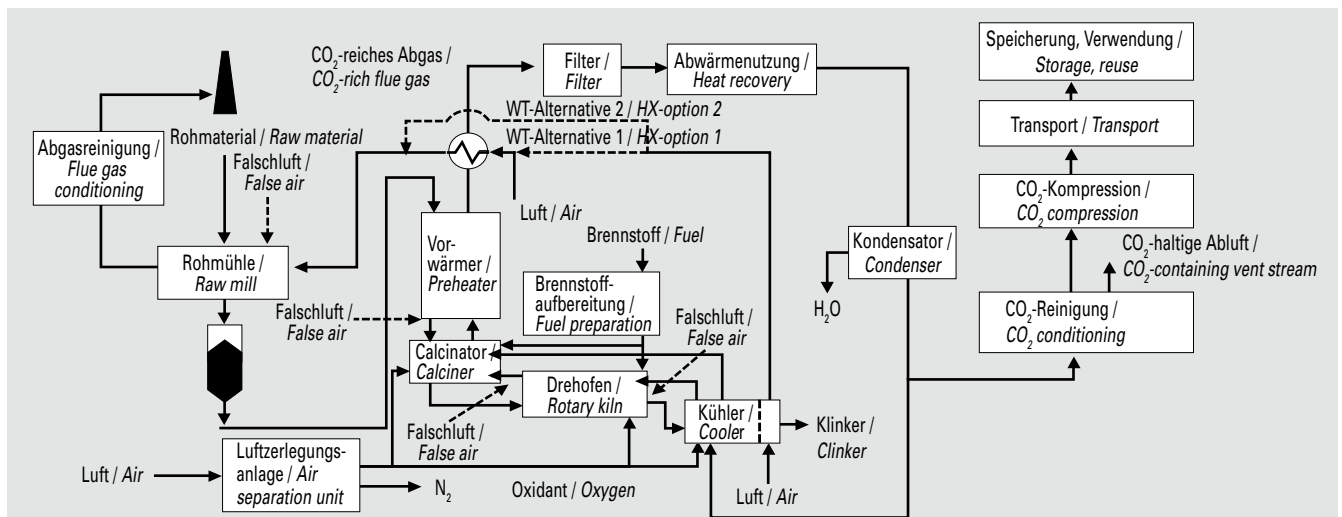 CO₂-reiches Abgas /
CO₂-rich flue gas
Filter /
Filter
Abwärmenutzung /
Heat recovery
Speicherung, Verwendung /
Storage, reuse
WT-Alternative 2 / HX-option 2
Transport / Transport
Rohmaterial / Raw material
WT-Alternative 1 / HX-option 1
Abgasreinigung /
Flue gas
conditioning
Falschluft /
False air
CO₂-Kompression /
CO₂ compression
Luft / Air
Vor-
wärmer /
Preheater
Brennstoff / Fuel
Kondensator /
Condenser
CO₂-haltige Abluft /
CO₂-containing vent stream
Rohmühle /
Raw mill
H₂O
Brennstoff-
aufbereitung /
Fuel preparation
Falschluft /
False air
Falschluft /
False air
CO₂-Reinigung /
CO₂ conditioning
Calcinator /
Calciner
Drehofen /
Rotary kiln
Kühler /
Cooler
Klinker /
Clinker
Falschluft /
False air
Luft / Air
Luftzerlegungs-
anlage / Air
separation unit
N₂
Oxidant / Oxygen
Luft / Air